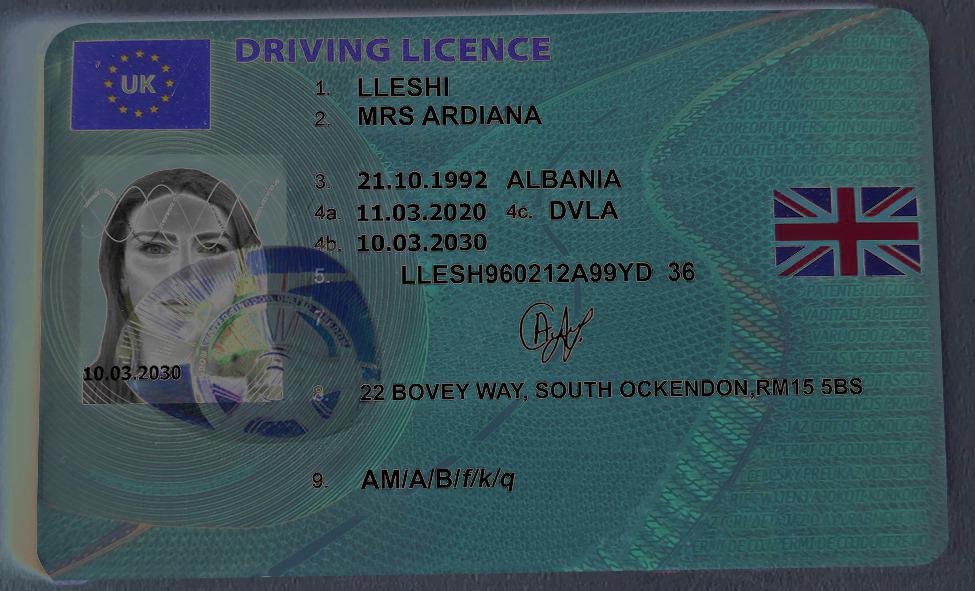 UK
DRIVING LICENCE
1. LLESHI
2. MRS ARDIANA
3. 21.10.1992 ALBANIA
4a. 11.03.2020 4c. DVLA
4b. 10.03.2030
5. LLESH960212A99YD 36
10.03.2030
8 22 BOVEY WAY, SOUTH OCKENDON,RM15 5BS
9. AM/A/B/f/k/q